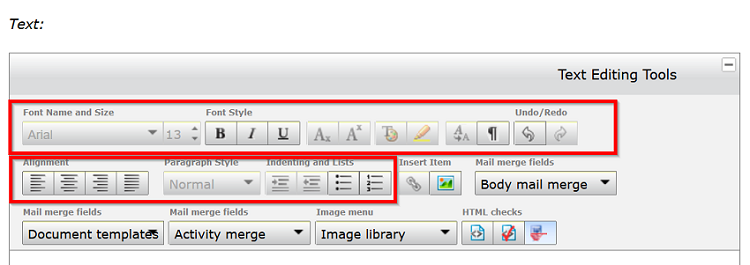 Text:
Text Editing Tools
Font Name and Size Font Style Undo/Redo
Arial 13 B I U Ax A^x ¶
Alignment Paragraph Style Indenting and Lists Insert Item Mail merge fields
Normal Body mail merge
Mail merge fields Mail merge fields Image menu HTML checks
Document templates Activity merge Image library